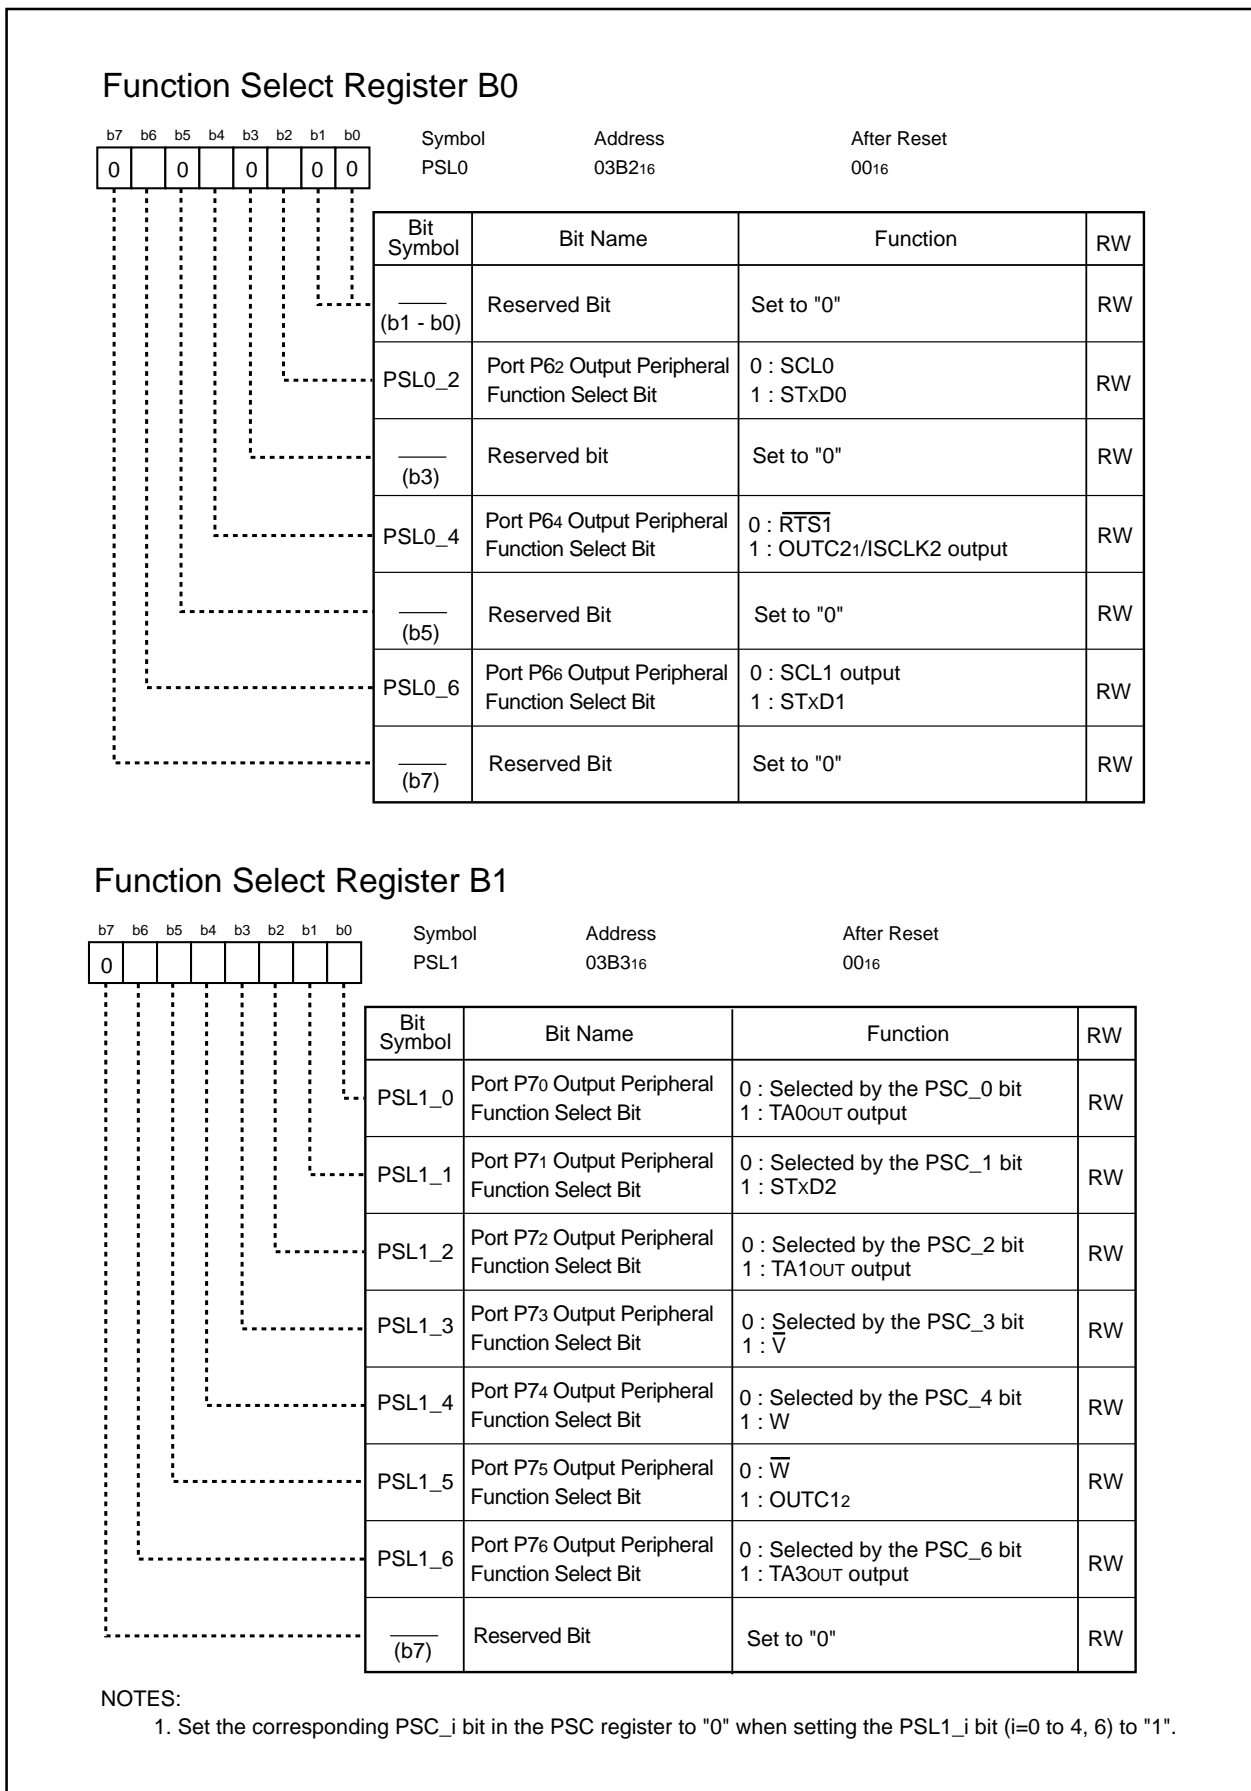 Function Select Register B0
b7 b6 b5 b4 b3 b2 b1 b0
Symbol Address After Reset
0 0 0 0 0
PSL0 03B216 0016
Bit Symbol Bit Name Function RW
(b1 - b0) Reserved Bit Set to "0" RW
PSL0_2 Port P62 Output Peripheral Function Select Bit 0 : SCL0 1 : STxD0 RW
(b3) Reserved bit Set to "0" RW
PSL0_4 Port P64 Output Peripheral Function Select Bit 0 : RTS1 1 : OUTC21/ISCLK2 output RW
(b5) Reserved Bit Set to "0" RW
PSL0_6 Port P66 Output Peripheral Function Select Bit 0 : SCL1 output 1 : STxD1 RW
(b7) Reserved Bit Set to "0" RW
Function Select Register B1
b7 b6 b5 b4 b3 b2 b1 b0
Symbol Address After Reset
0
PSL1 03B316 0016
Bit Symbol Bit Name Function RW
PSL1_0 Port P70 Output Peripheral Function Select Bit 0 : Selected by the PSC_0 bit 1 : TA0OUT output RW
PSL1_1 Port P71 Output Peripheral Function Select Bit 0 : Selected by the PSC_1 bit 1 : STxD2 RW
PSL1_2 Port P72 Output Peripheral Function Select Bit 0 : Selected by the PSC_2 bit 1 : TA1OUT output RW
PSL1_3 Port P73 Output Peripheral Function Select Bit 0 : Selected by the PSC_3 bit 1 : V̅ RW
PSL1_4 Port P74 Output Peripheral Function Select Bit 0 : Selected by the PSC_4 bit 1 : W RW
PSL1_5 Port P75 Output Peripheral Function Select Bit 0 : W̅ 1 : OUTC12 RW
PSL1_6 Port P76 Output Peripheral Function Select Bit 0 : Selected by the PSC_6 bit 1 : TA3OUT output RW
(b7) Reserved Bit Set to "0" RW
NOTES:
1. Set the corresponding PSC_i bit in the PSC register to "0" when setting the PSL1_i bit (i=0 to 4, 6) to "1".